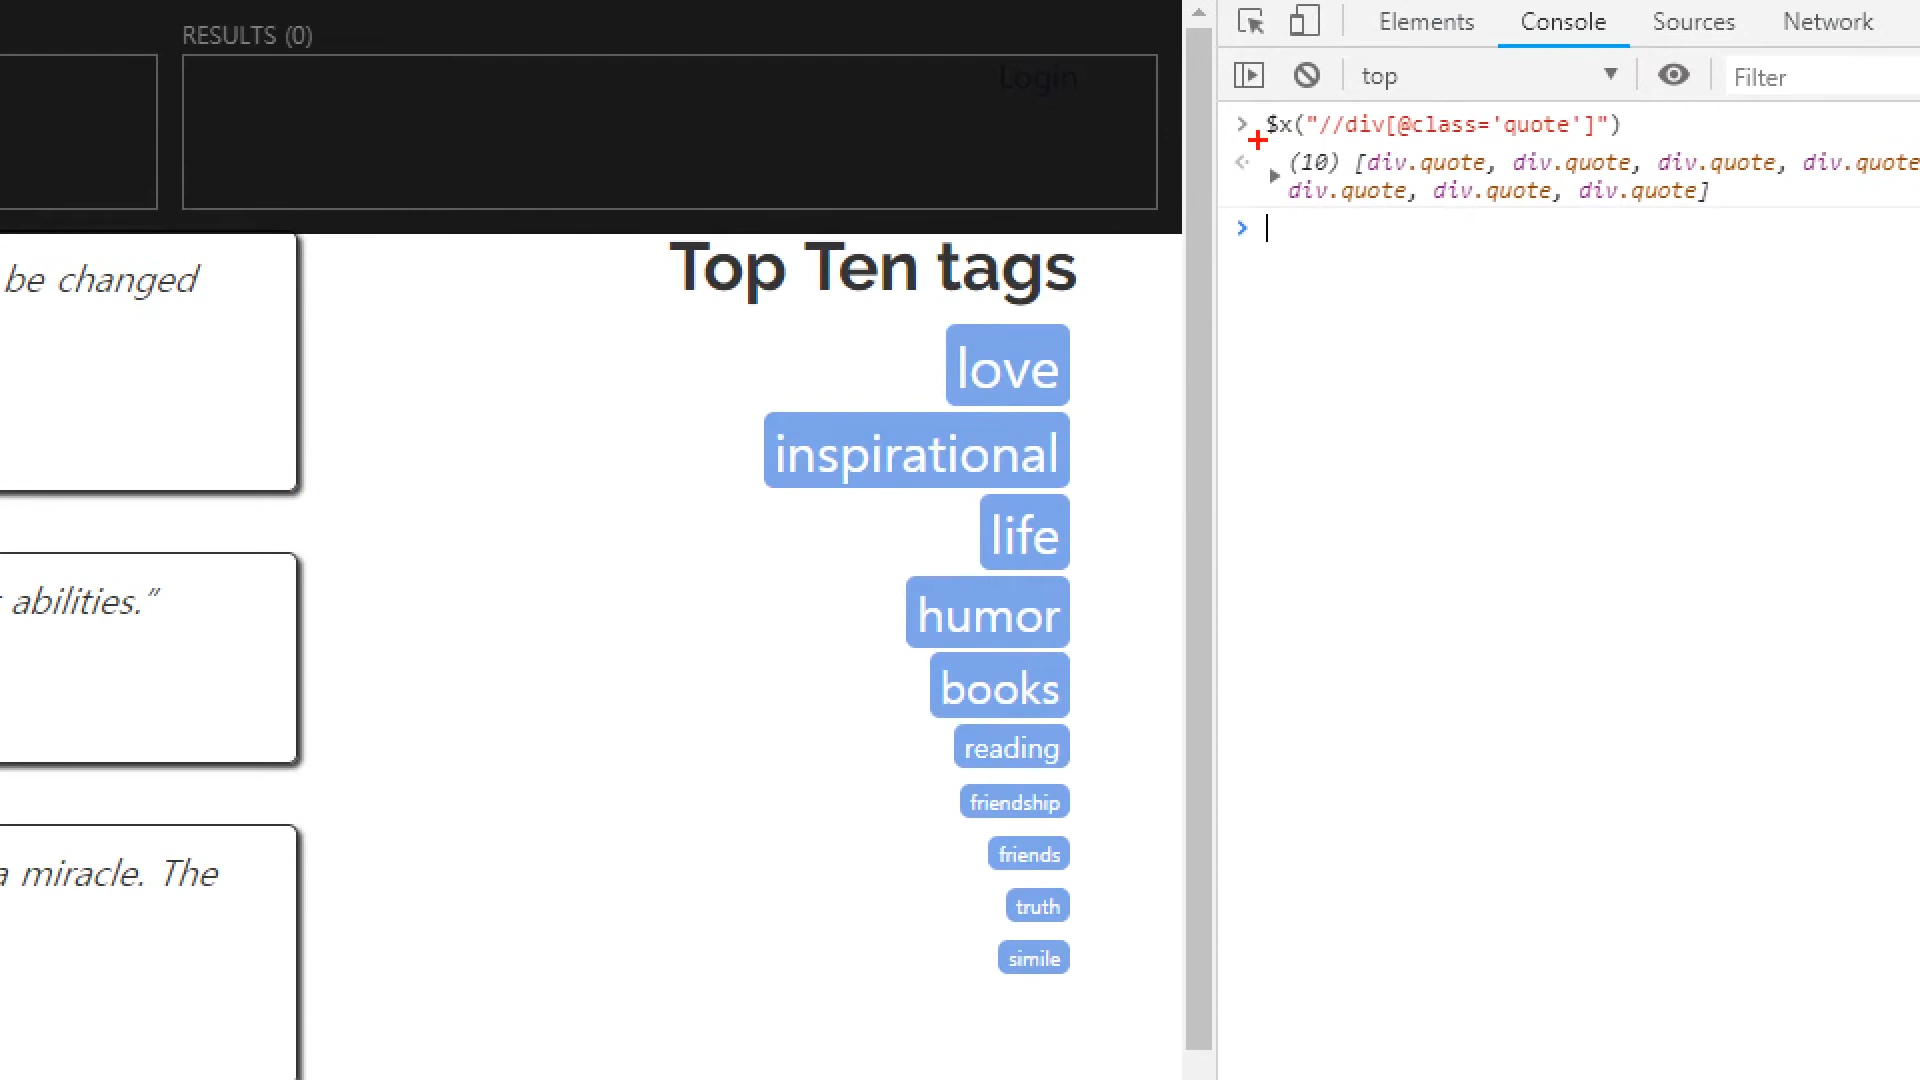 RESULTS (0)
Login
be changed
abilities.”
a miracle. The
Top Ten tags
love
inspirational
life
humor
books
reading
friendship
friends
truth
simile
Elements Console Sources Network
top Filter
$x("//div[@class='quote']")
(10) [div.quote, div.quote, div.quote, div.quote
div.quote, div.quote, div.quote]